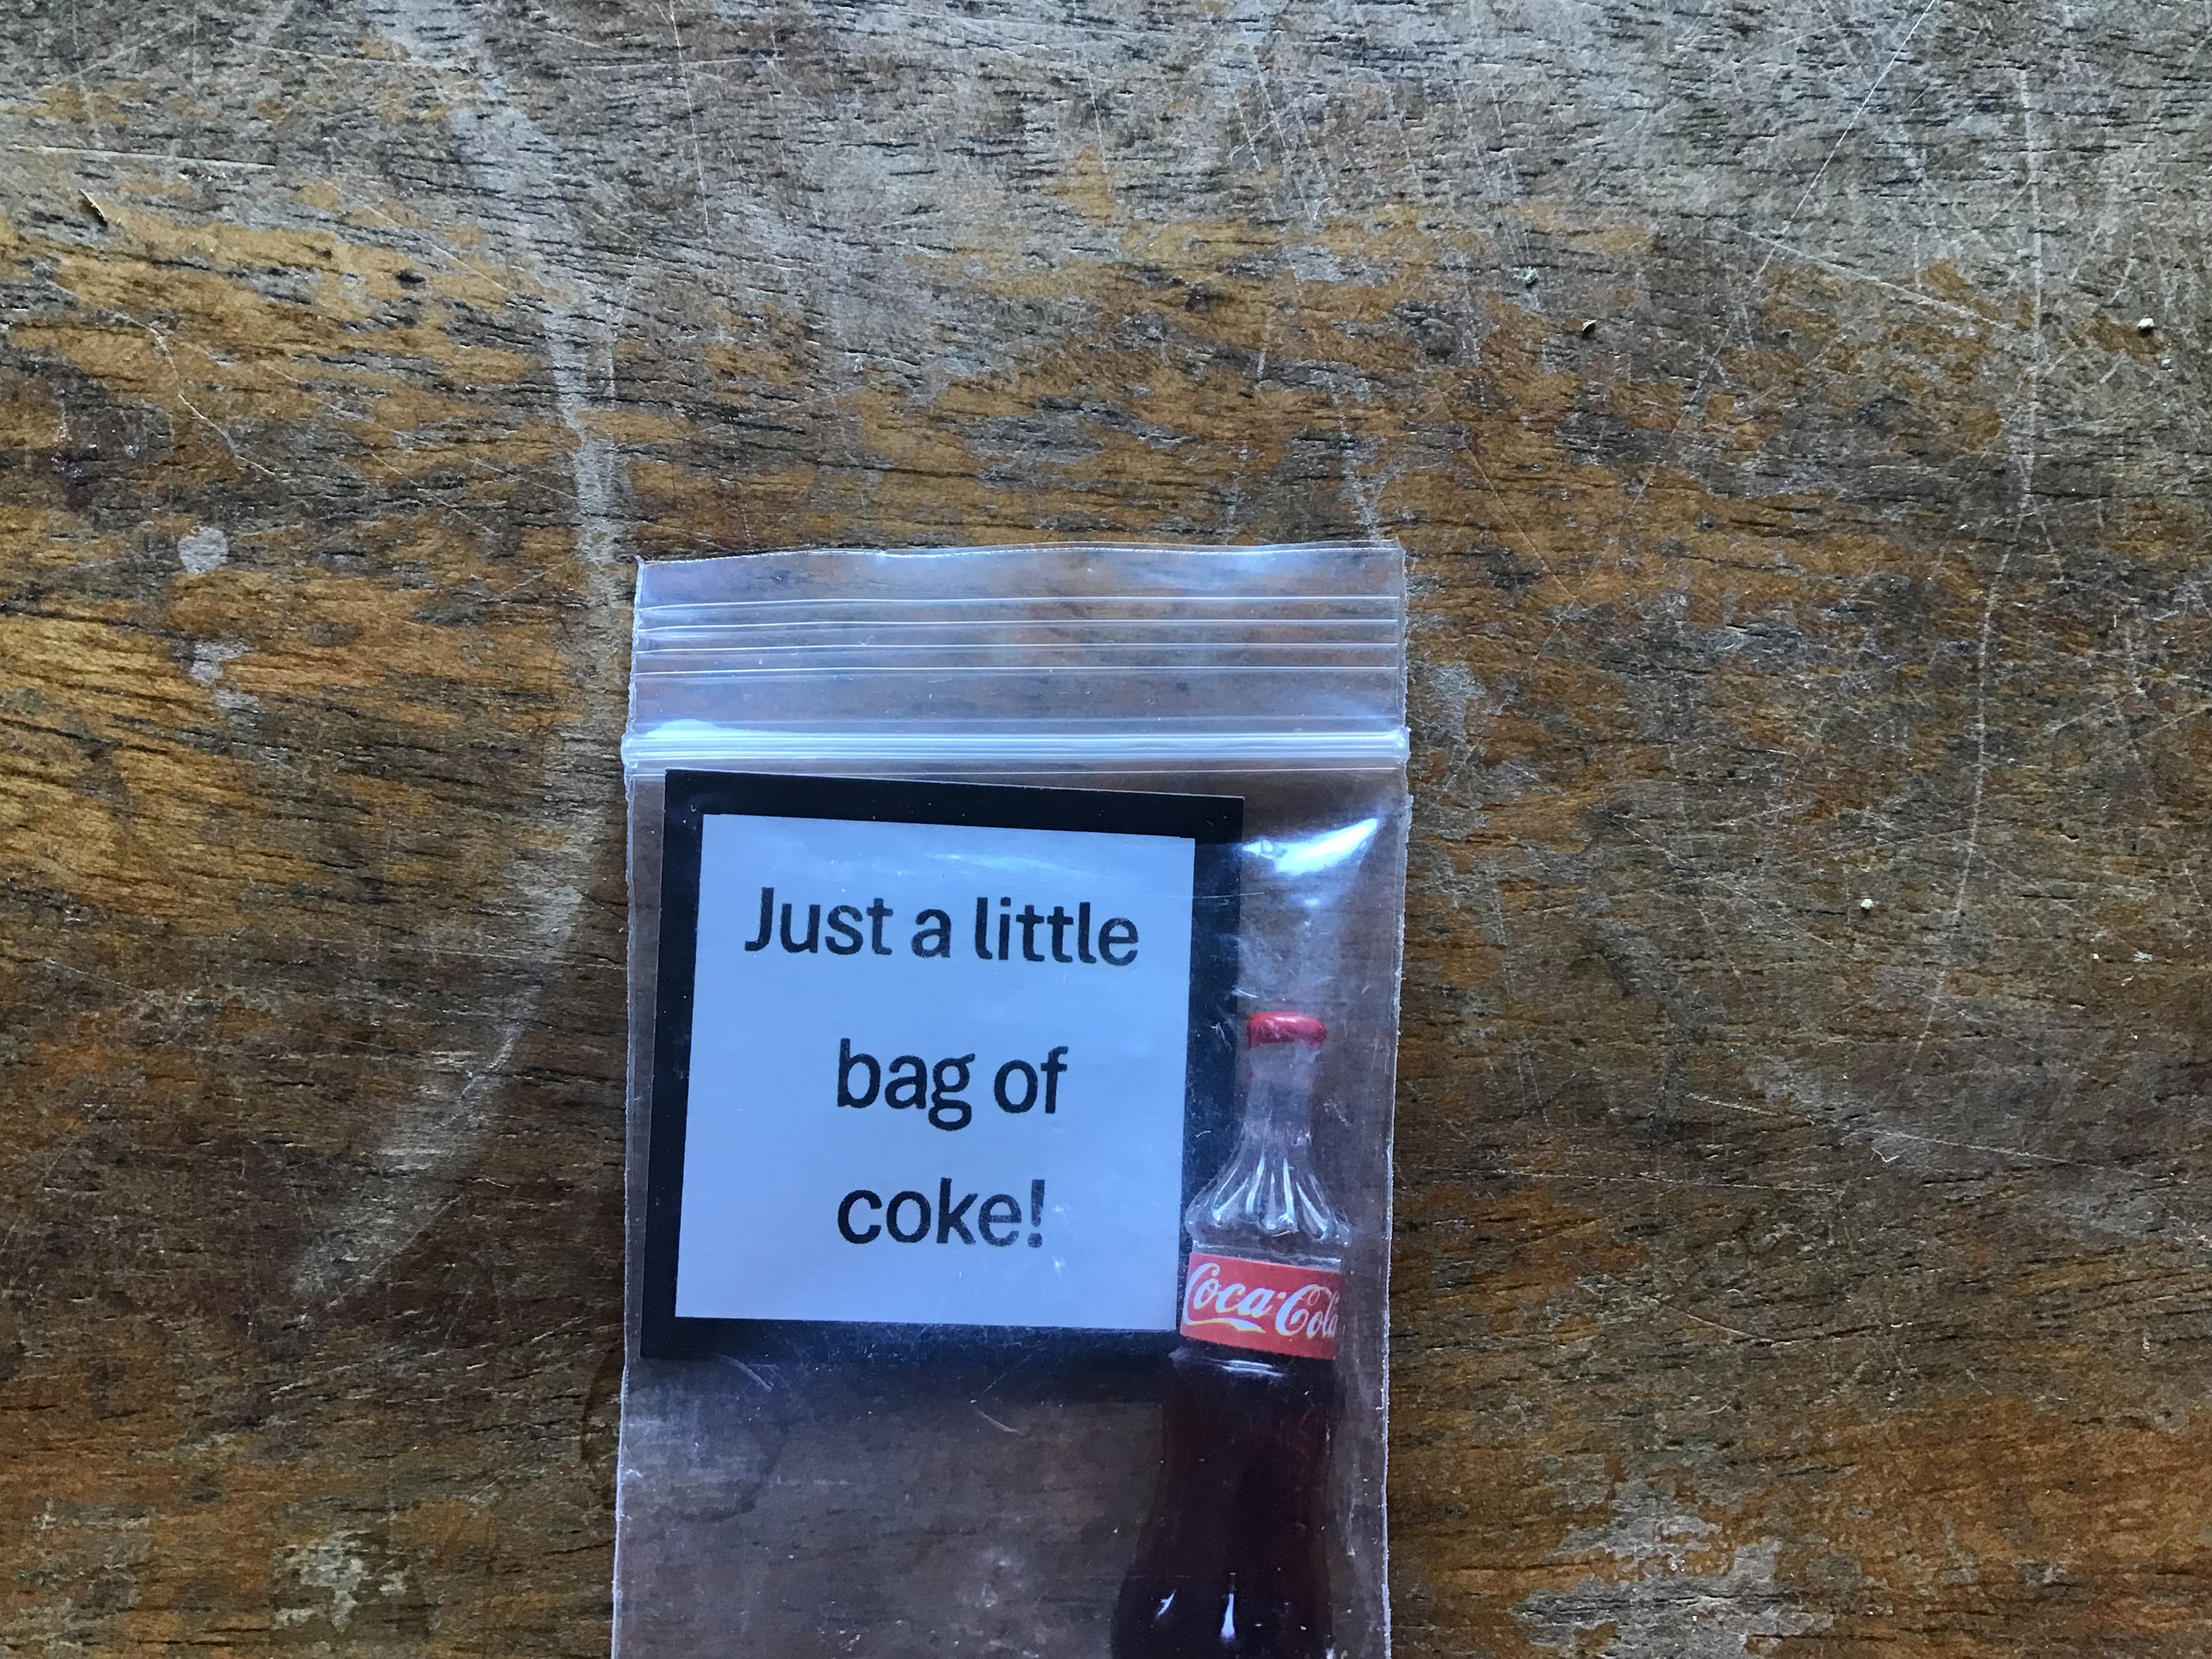 Just a little
bag of
coke!
Coca-Cola